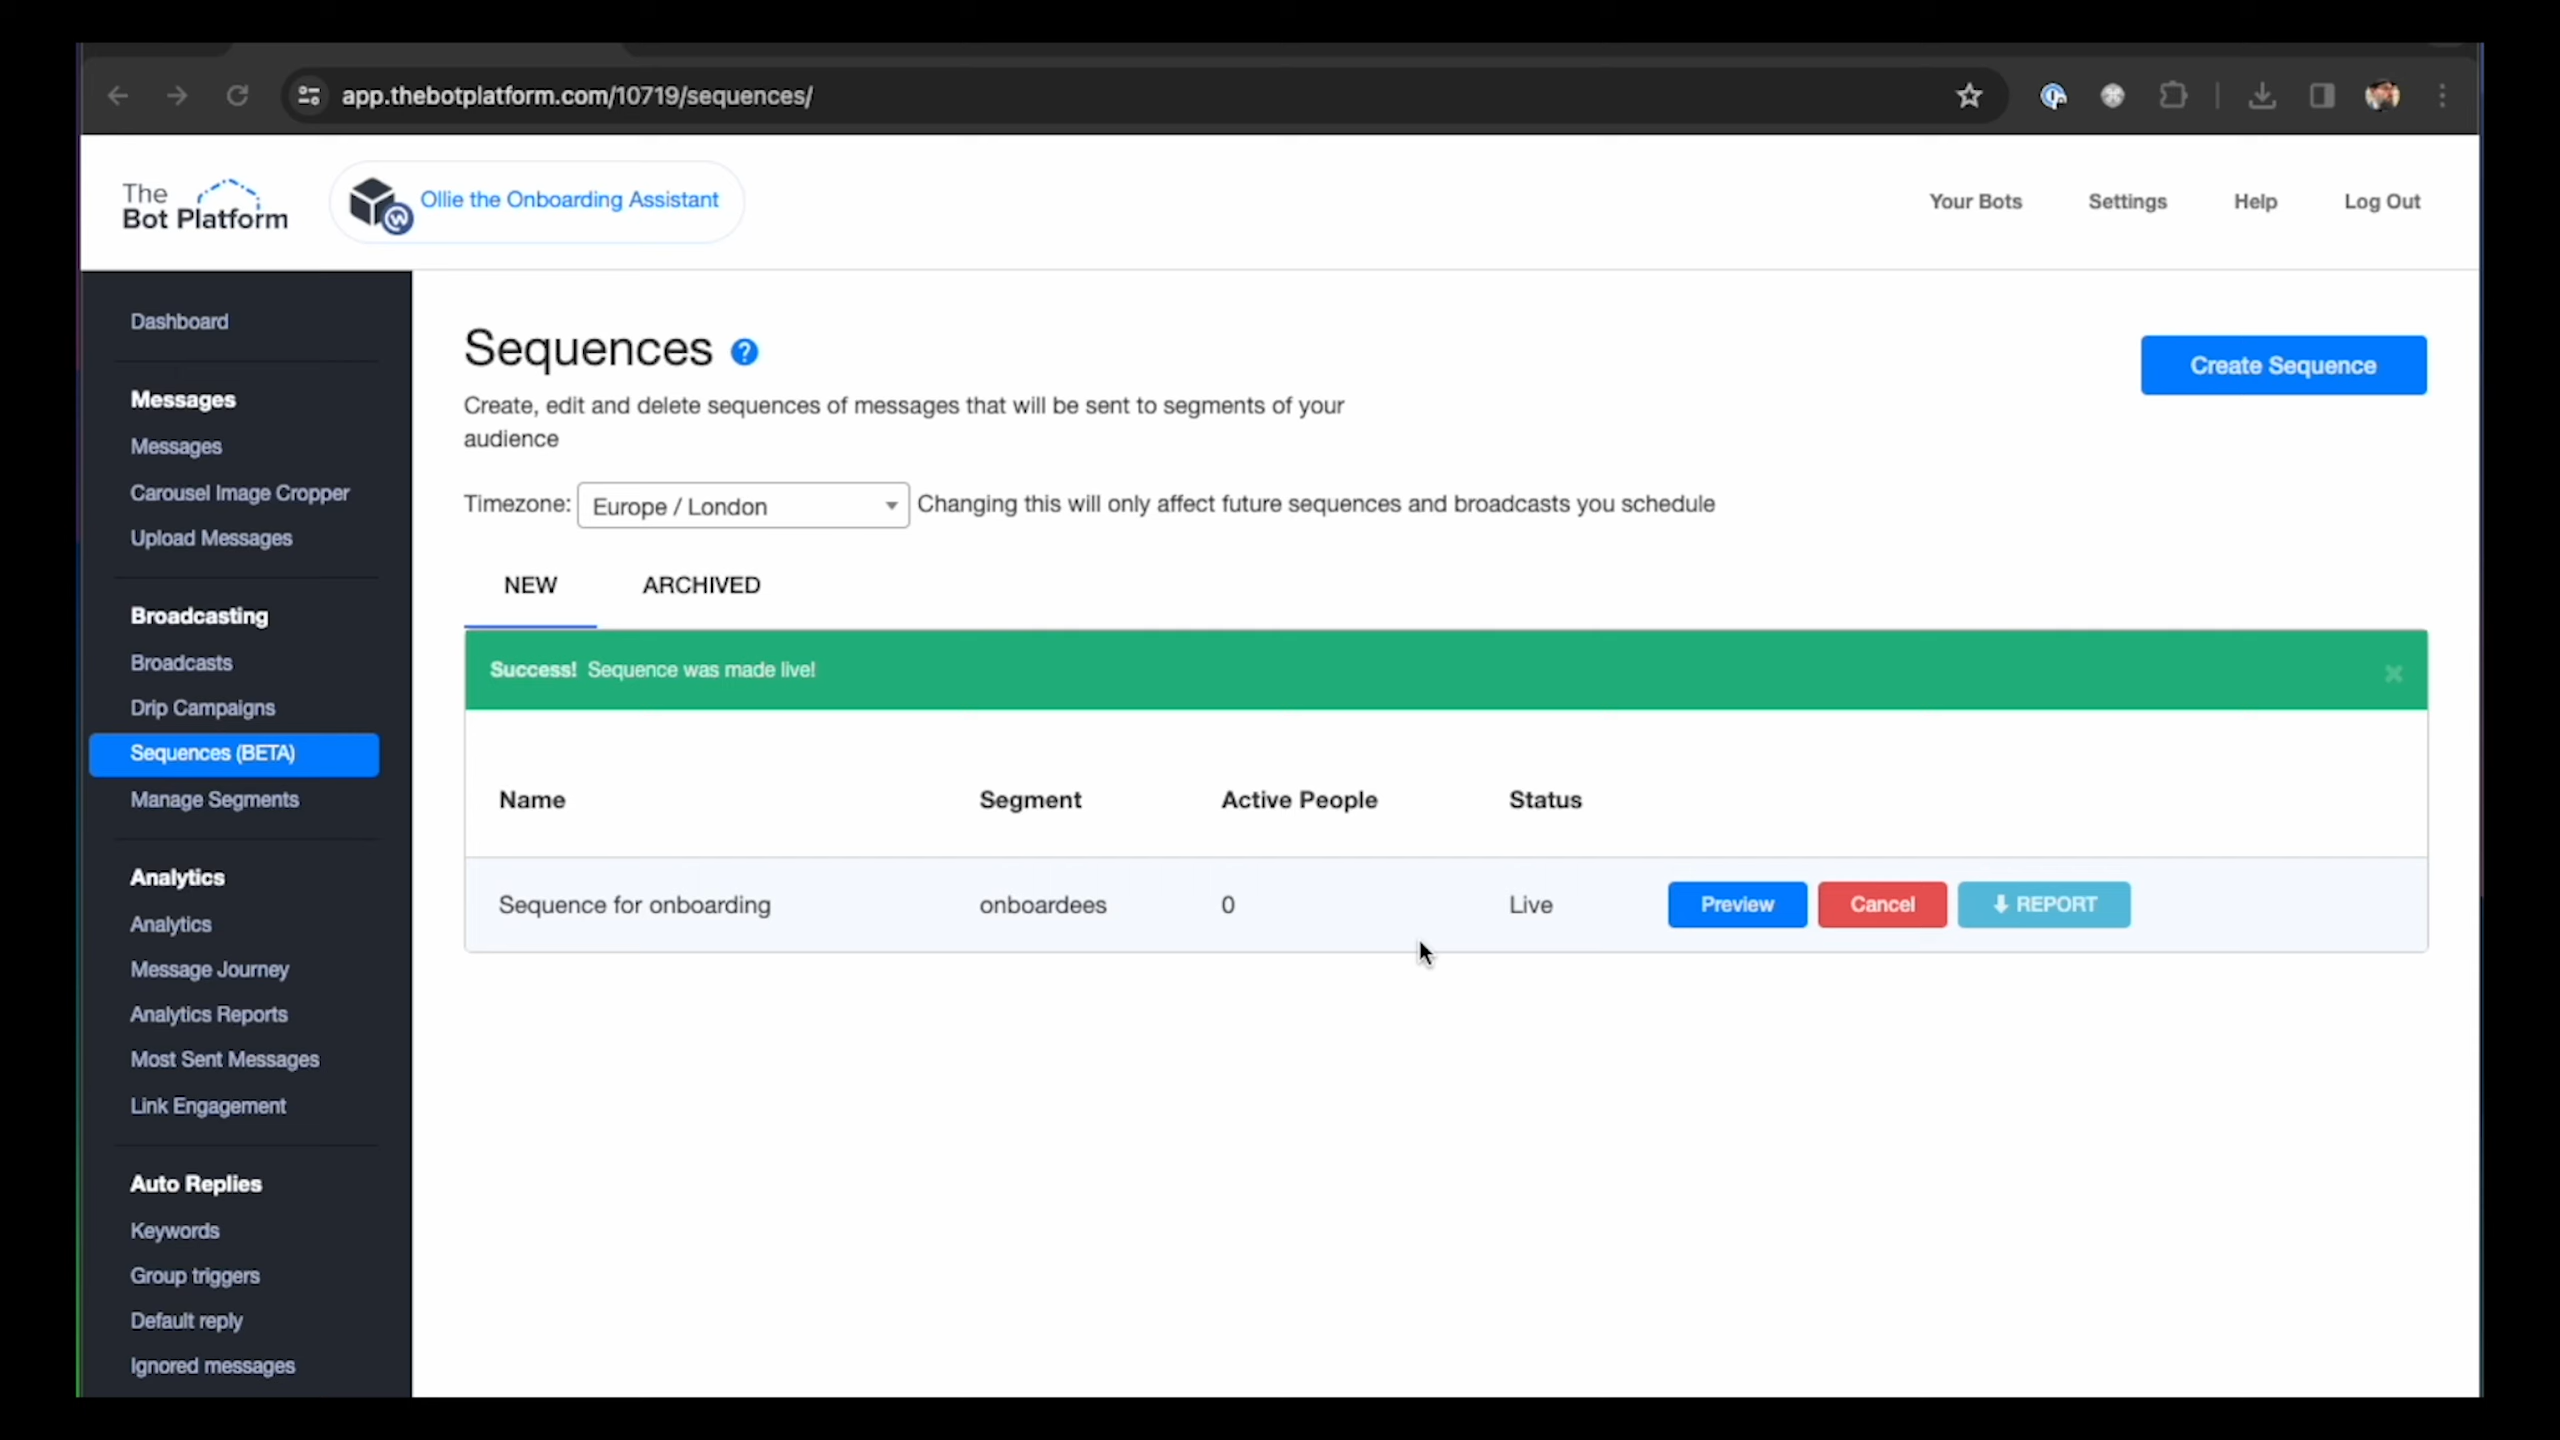 app.thebotplatform.com/10719/sequences/
The
Bot Platform
Ollie the Onboarding Assistant
Your Bots
Settings
Help
Log Out
Dashboard
Messages
Messages
Carousel Image Cropper
Upload Messages
Broadcasting
Broadcasts
Drip Campaigns
Sequences (BETA)
Manage Segments
Analytics
Analytics
Message Journey
Analytics Reports
Most Sent Messages
Link Engagement
Auto Replies
Keywords
Group triggers
Default reply
Ignored messages
Sequences ?
Create Sequence
Create, edit and delete sequences of messages that will be sent to segments of your
audience
Timezone: Europe / London Changing this will only affect future sequences and broadcasts you schedule
NEW ARCHIVED
Success! Sequence was made live!
Name Segment Active People Status
Sequence for onboarding onboardees 0 Live Preview Cancel REPORT